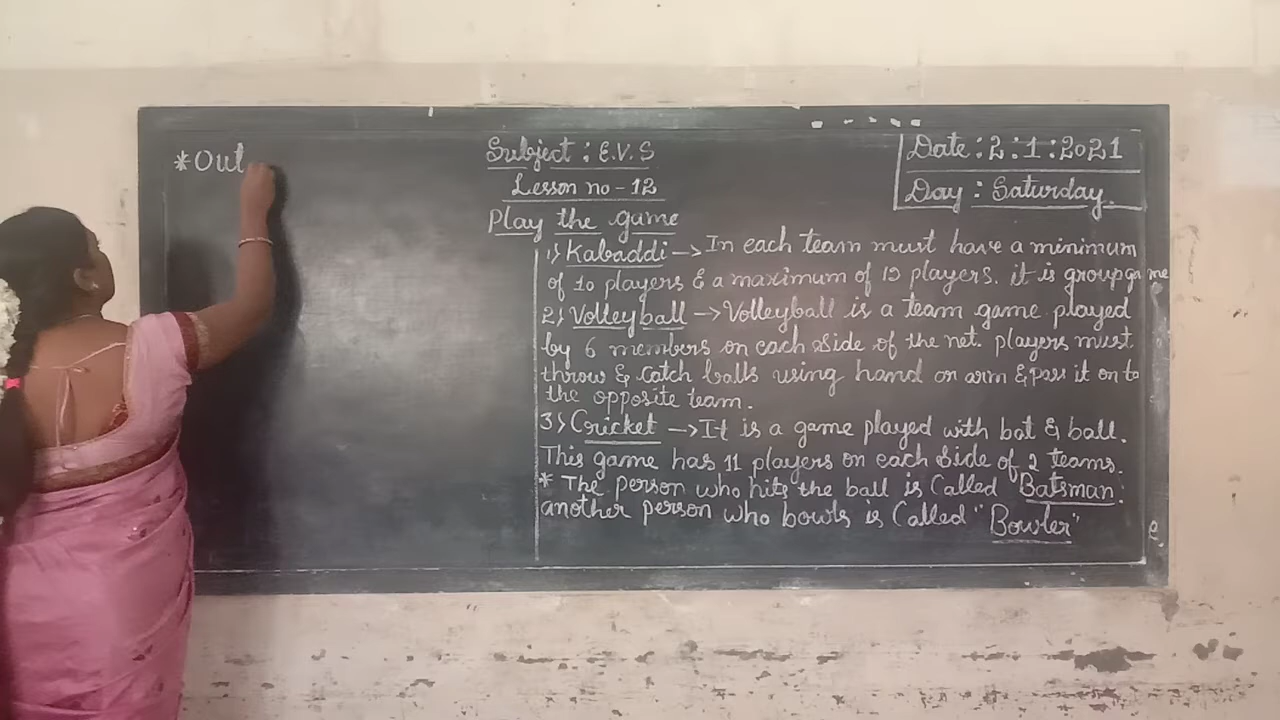 *Out
Subject : E.V.S
Lesson no - 12
Play the game
Date : 2 : 1 : 2021
Day : Saturday.
1) Kabaddi → In each team must have a minimum
of 10 players & a maximum of 12 players. it is group game
2) Volleyball → Volleyball is a team game played
by 6 members on each side of the net. players must
throw & catch balls using hand or arm & pass it on to
the opposite team.
3) Cricket → It is a game played with bat & ball.
This game has 11 players on each side of 2 teams.
* The person who hits the ball is called Batsman.
another person who bowls is called "Bowler"